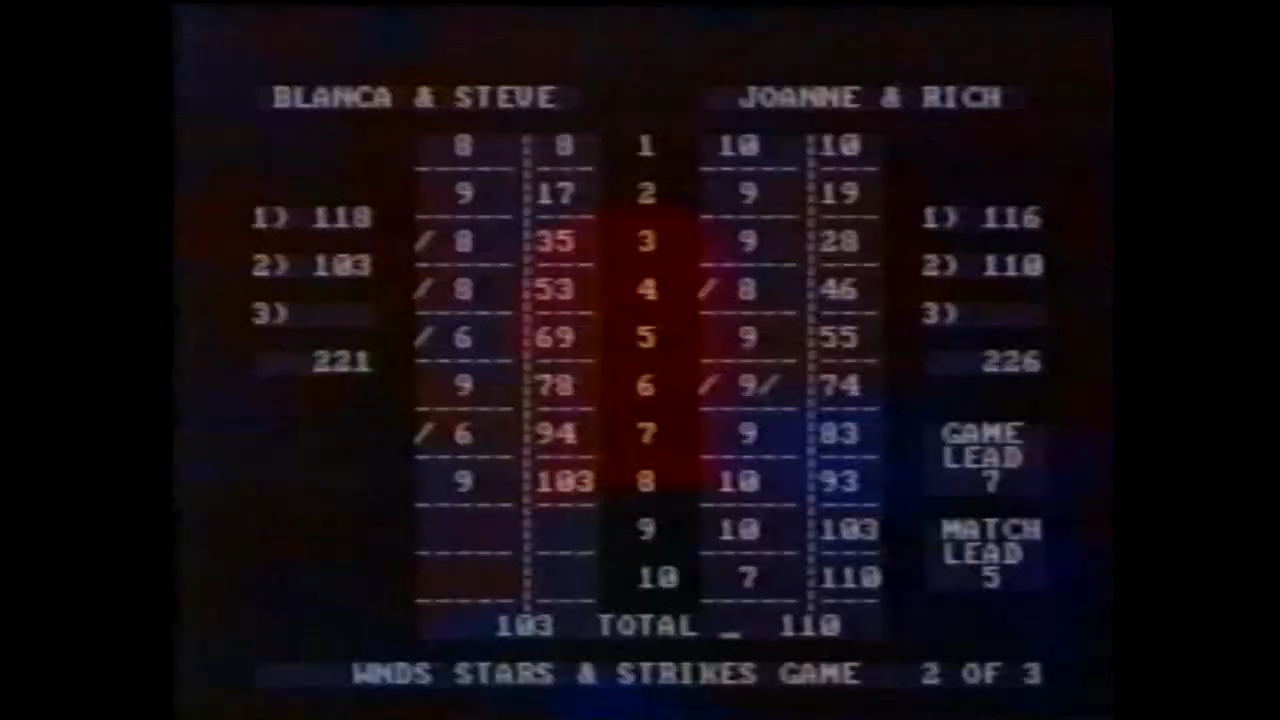 BLANCA & STEVE JOANNE & RICH
8 8 1 10 10
9 17 2 9 19
1) 118 1) 116
/ 8 35 3 9 28
2) 103 2) 110
/ 8 53 4 / 8 46
3) 3)
/ 6 69 5 9 55
221 226
9 78 6 / 9/ 74
/ 6 94 7 9 83 GAME
LEAD
9 103 8 10 93 7
9 10 103 MATCH
LEAD
10 7 110 5
103 TOTAL _ 110
WNDS STARS & STRIKES GAME 2 OF 3